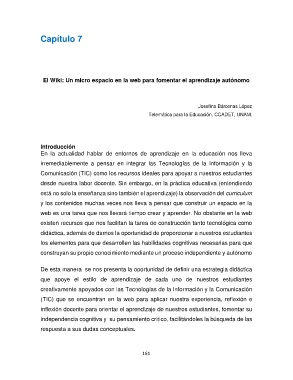 Capítulo 7
El Wiki: Un micro espacio en la web para fomentar el aprendizaje autónomo
Josefina Bárcenas López
Telemática para la Educación, CCADET, UNAM.
Introducción
En la actualidad hablar de entornos de aprendizaje en la educación nos lleva
irremediablemente a pensar en integrar las Tecnologías de la Información y la
Comunicación (TIC) como los recursos ideales para apoyar a nuestros estudiantes
desde nuestra labor docente. Sin embargo, en la práctica educativa (entendiendo
está no solo la enseñanza sino también el aprendizaje) la observación del curriculum
y los contenidos muchas veces nos lleva a pensar que construir un espacio en la
web es una tarea que nos llevará tiempo crear y aprender. No obstante en la web
existen recursos que nos facilitan la tarea de construcción tanto tecnológica como
didáctica, además de darnos la oportunidad de proporcionar a nuestros estudiantes
los elementos para que desarrollen las habilidades cognitivas necesarias para que
construyan su propio conocimiento mediante un proceso independiente y autónomo
De esta manera se nos presenta la oportunidad de definir una estrategia didáctica
que apoye el estilo de aprendizaje de cada uno de nuestros estudiantes
creativamente apoyados con las Tecnologías de la Información y la Comunicación
(TIC) que se encuentran en la web para aplicar nuestra experiencia, reflexión e
inflexión docente para orientar el aprendizaje de nuestros estudiantes, fomentar su
independencia cognitiva y su pensamiento crítico, facilitándoles la búsqueda de las
respuesta a sus dudas conceptuales.